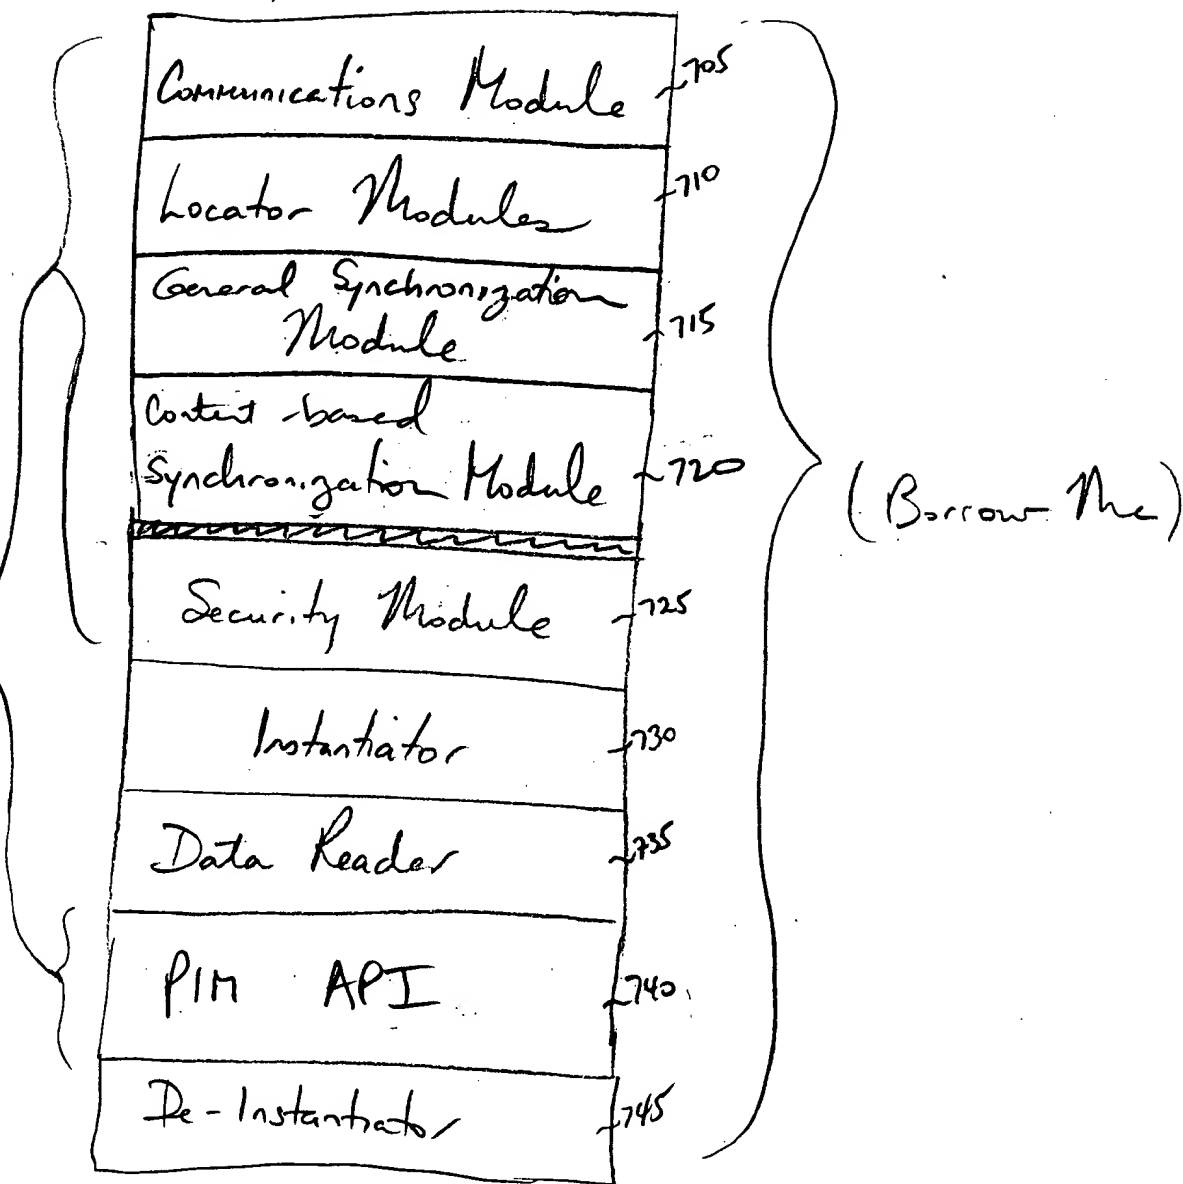 Communications Module 705
Locator Modules 710
General Synchronization
Module 715
Content-based
Synchronization Module 720
(Borrow Me)
Security Module 725
Instantiator 730
Data Reader 735
PIM API 740
De-Instantiator 745